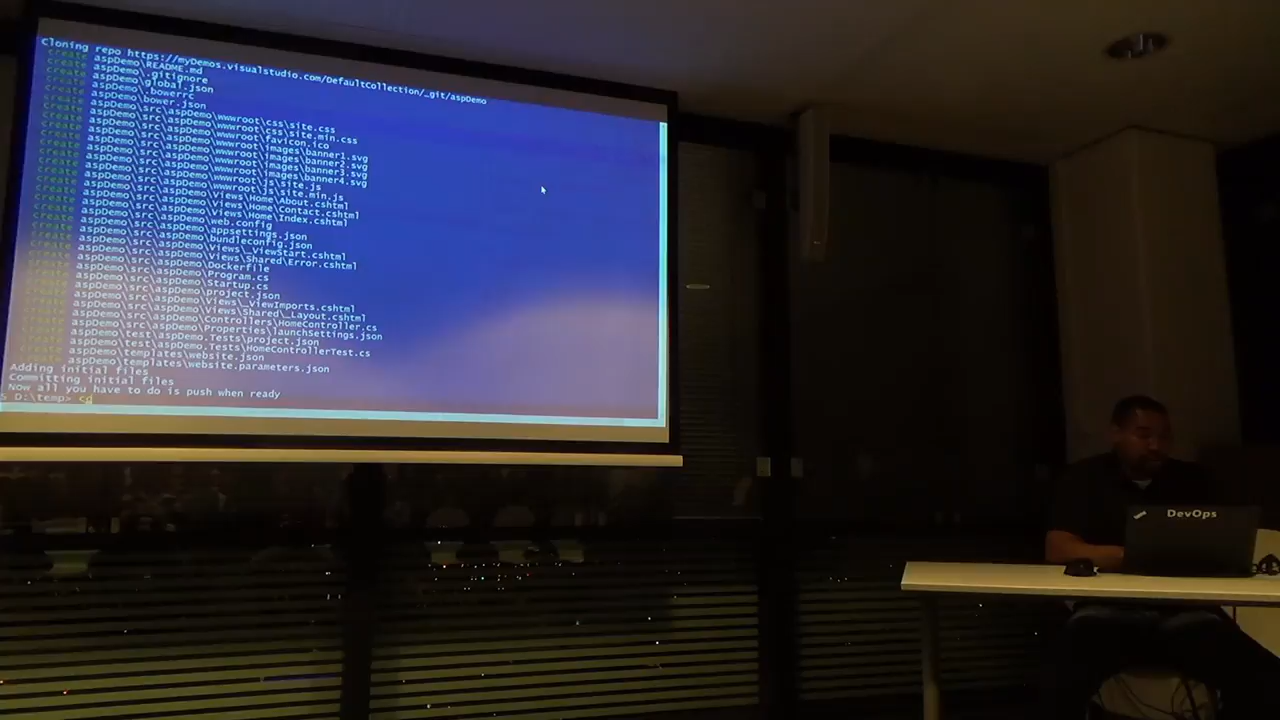 Cloning repo https://myDemos.visualstudio.com/DefaultCollection/_git/aspDemo
create aspDemo\README.md
create aspDemo\.gitignore
create aspDemo\global.json
create aspDemo\.bowerrc
create aspDemo\bower.json
create aspDemo\src\aspDemo\wwwroot\css\site.css
create aspDemo\src\aspDemo\wwwroot\css\site.min.css
create aspDemo\src\aspDemo\wwwroot\favicon.ico
create aspDemo\src\aspDemo\wwwroot\images\banner1.svg
create aspDemo\src\aspDemo\wwwroot\images\banner2.svg
create aspDemo\src\aspDemo\wwwroot\images\banner3.svg
create aspDemo\src\aspDemo\wwwroot\images\banner4.svg
create aspDemo\src\aspDemo\wwwroot\js\site.js
create aspDemo\src\aspDemo\wwwroot\js\site.min.js
create aspDemo\src\aspDemo\Views\Home\About.cshtml
create aspDemo\src\aspDemo\Views\Home\Contact.cshtml
create aspDemo\src\aspDemo\Views\Home\Index.cshtml
create aspDemo\src\aspDemo\web.config
create aspDemo\src\aspDemo\appsettings.json
create aspDemo\src\aspDemo\bundleconfig.json
create aspDemo\src\aspDemo\Views\_ViewStart.cshtml
create aspDemo\src\aspDemo\Views\Shared\Error.cshtml
create aspDemo\src\aspDemo\Dockerfile
create aspDemo\src\aspDemo\Program.cs
create aspDemo\src\aspDemo\Startup.cs
create aspDemo\src\aspDemo\project.json
create aspDemo\src\aspDemo\Views\_ViewImports.cshtml
create aspDemo\src\aspDemo\Views\Shared\_Layout.cshtml
create aspDemo\src\aspDemo\Controllers\HomeController.cs
create aspDemo\src\aspDemo\Properties\launchSettings.json
create aspDemo\test\aspDemo.Tests\project.json
create aspDemo\test\aspDemo.Tests\HomeControllerTest.cs
create aspDemo\templates\website.json
create aspDemo\templates\website.parameters.json
Adding initial files
Committing initial files
Now all you have to do is push when ready
S D:\temp> cd
DevOps